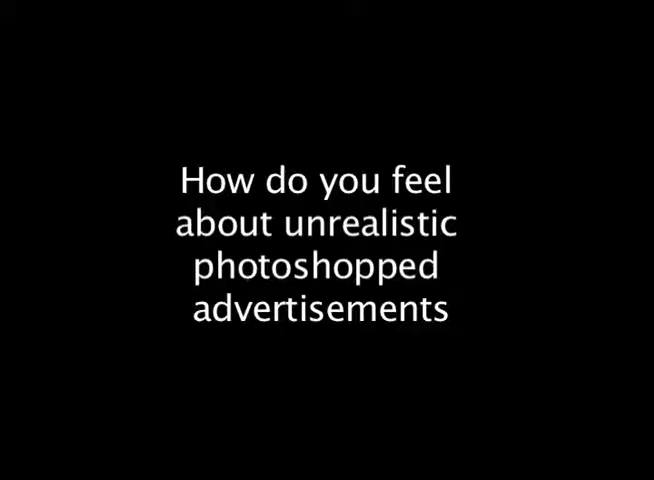 How do you feel
about unrealistic
photoshopped
advertisements